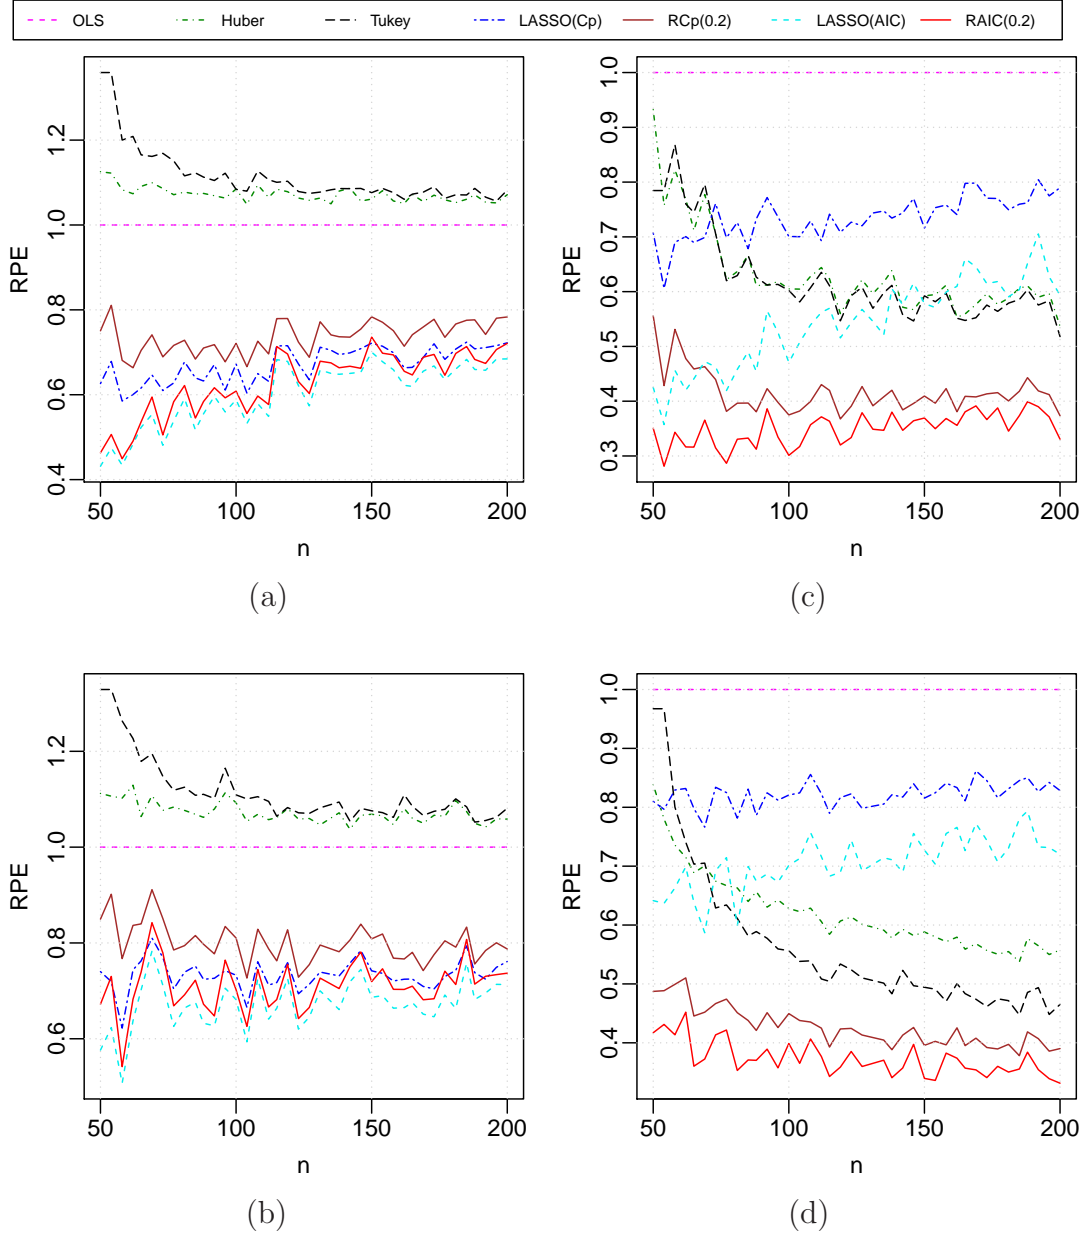 OLS Huber Tukey LASSO(Cp) RCp(0.2) LASSO(AIC) RAIC(0.2)
RPE
0.4 0.6 0.8 1.0 1.2
50 100 150 200
n
(a)
RPE
0.3 0.4 0.5 0.6 0.7 0.8 0.9 1.0
50 100 150 200
n
(c)
RPE
0.6 0.8 1.0 1.2
50 100 150 200
n
(b)
RPE
0.4 0.5 0.6 0.7 0.8 0.9 1.0
50 100 150 200
n
(d)